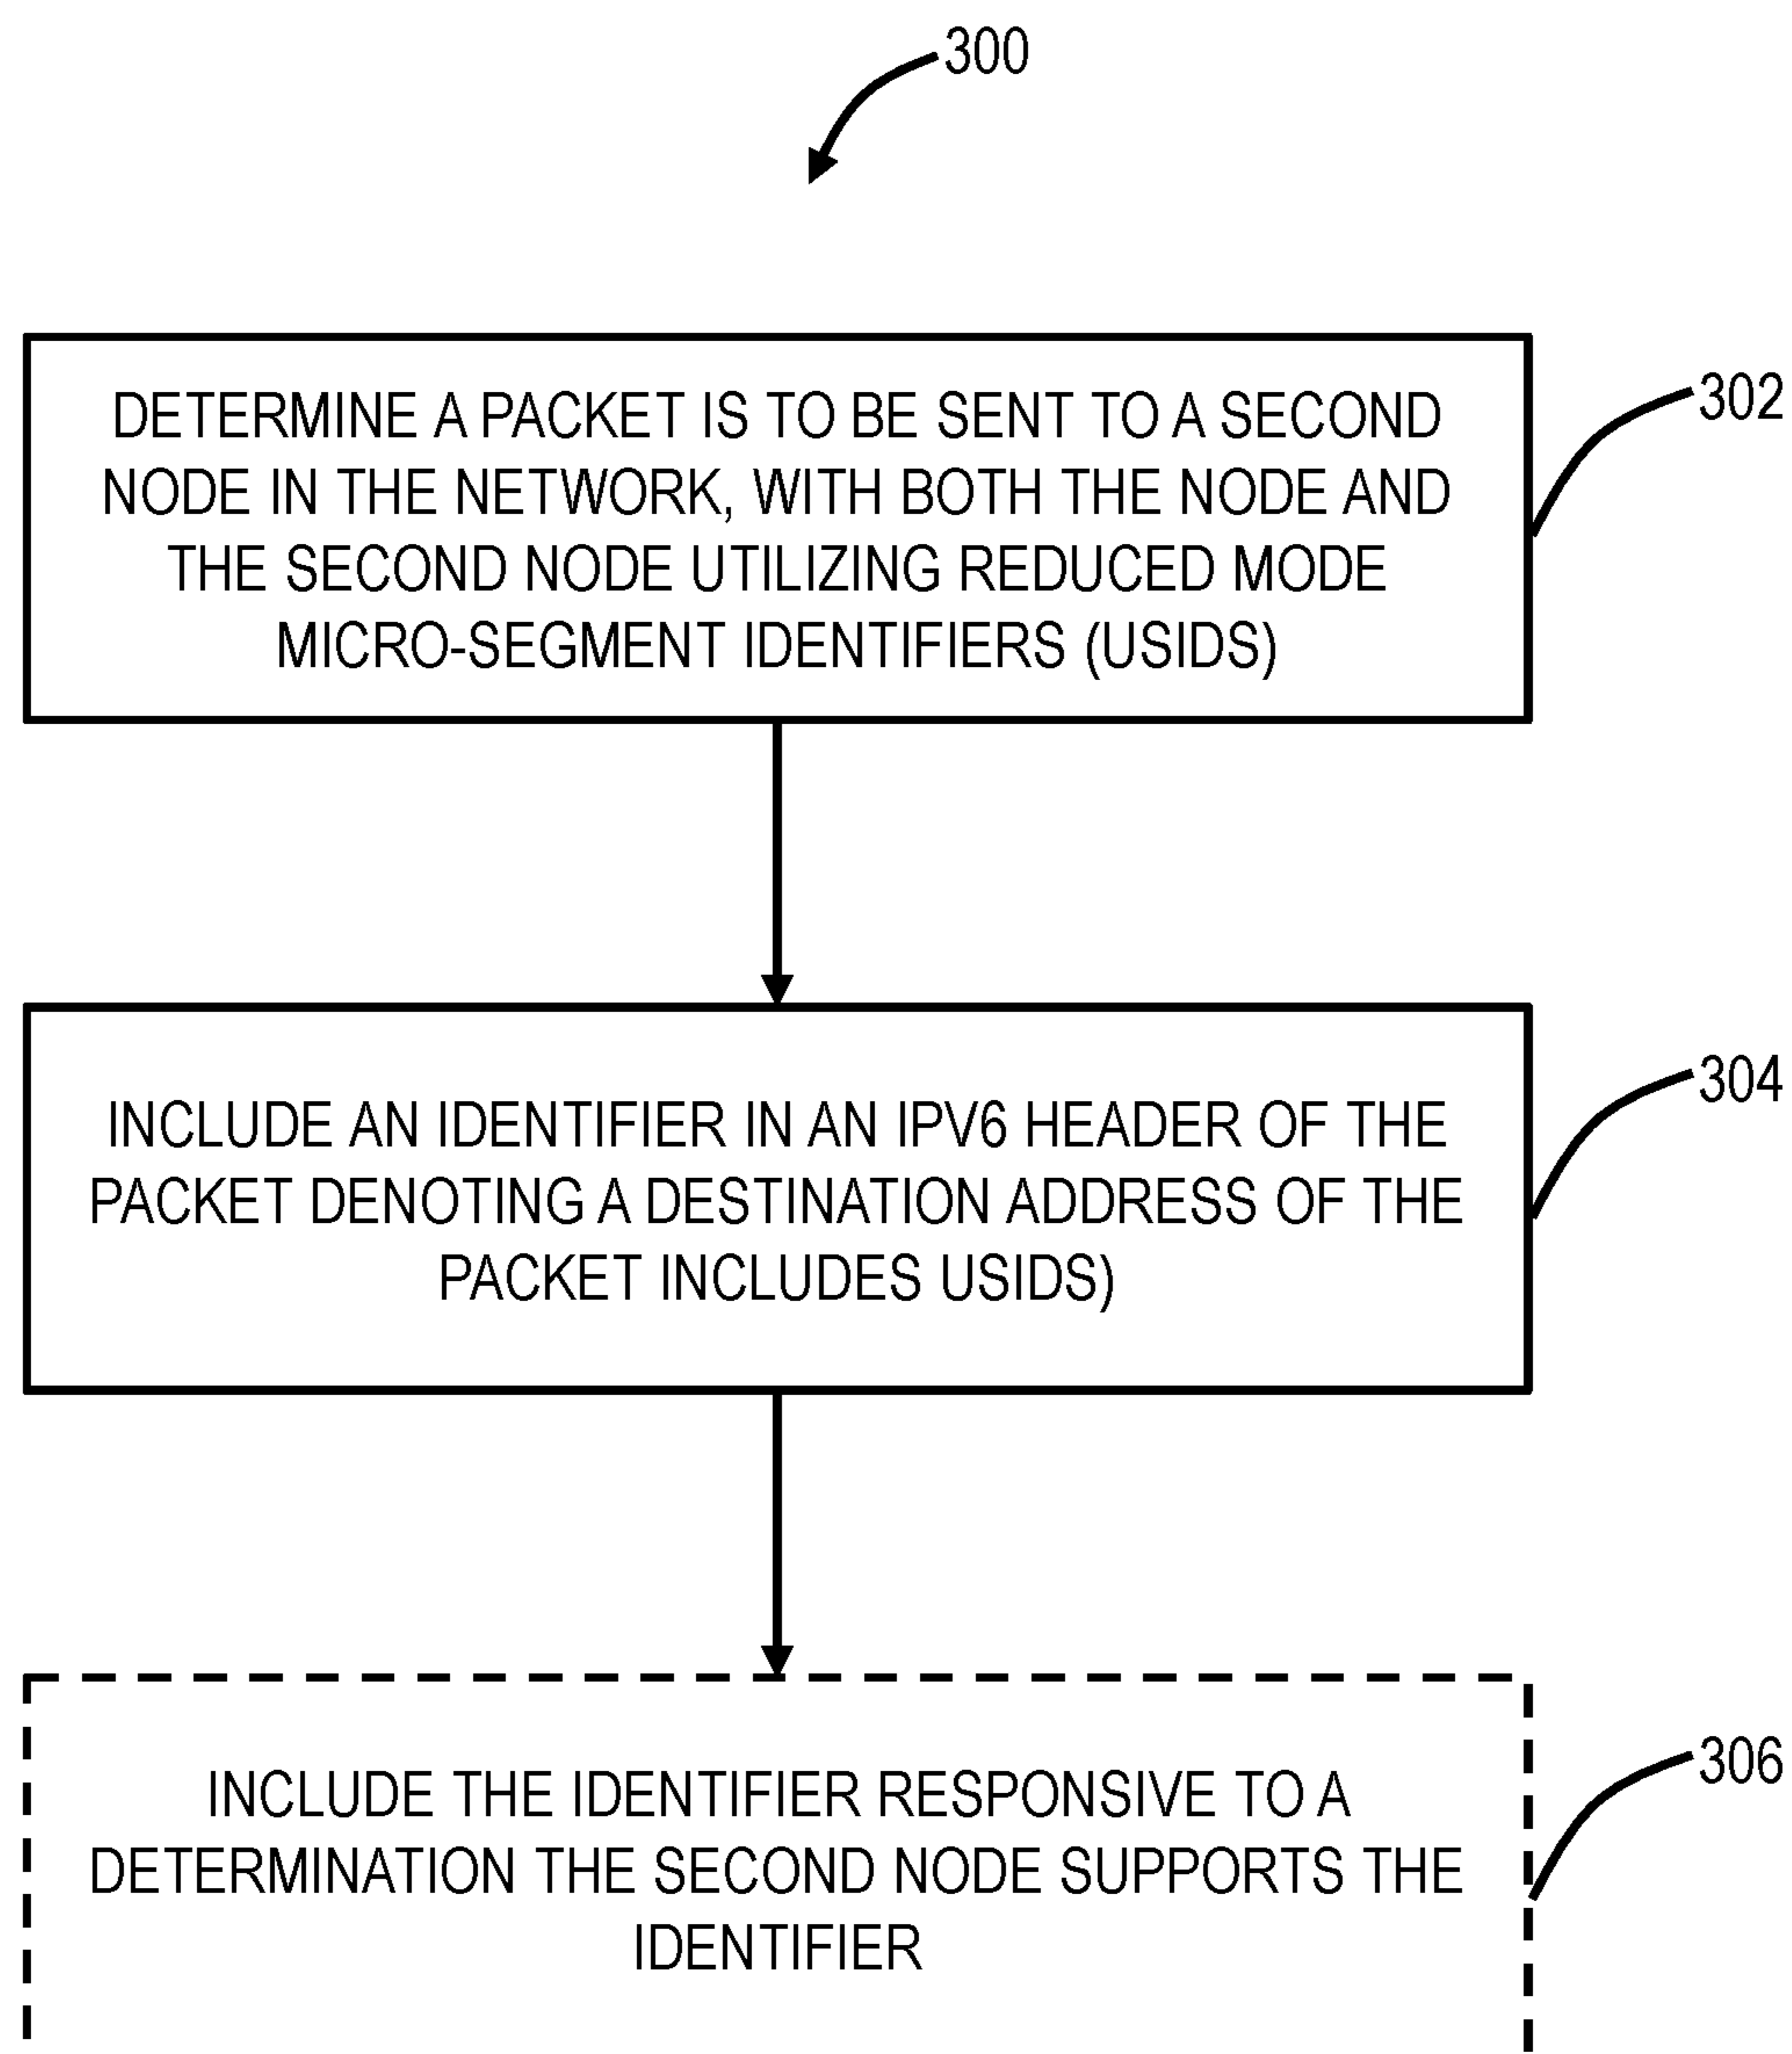 300
DETERMINE A PACKET IS TO BE SENT TO A SECOND
NODE IN THE NETWORK, WITH BOTH THE NODE AND
THE SECOND NODE UTILIZING REDUCED MODE
MICRO-SEGMENT IDENTIFIERS (USIDS)
302
INCLUDE AN IDENTIFIER IN AN IPV6 HEADER OF THE
PACKET DENOTING A DESTINATION ADDRESS OF THE
PACKET INCLUDES USIDS)
304
INCLUDE THE IDENTIFIER RESPONSIVE TO A
DETERMINATION THE SECOND NODE SUPPORTS THE
IDENTIFIER
306